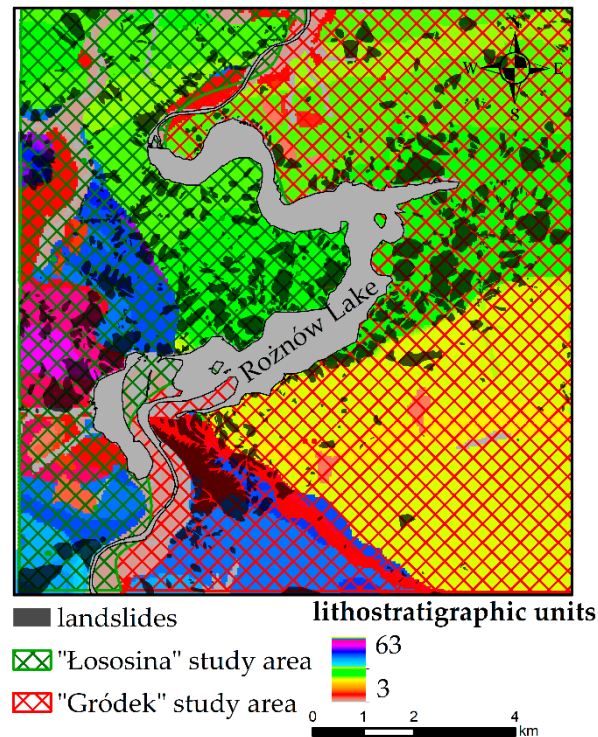 N
W E
S
Rożnów Lake
landslides
"Łososina" study area
"Gródek" study area
lithostratigraphic units
63
3
0 1 2 4
km